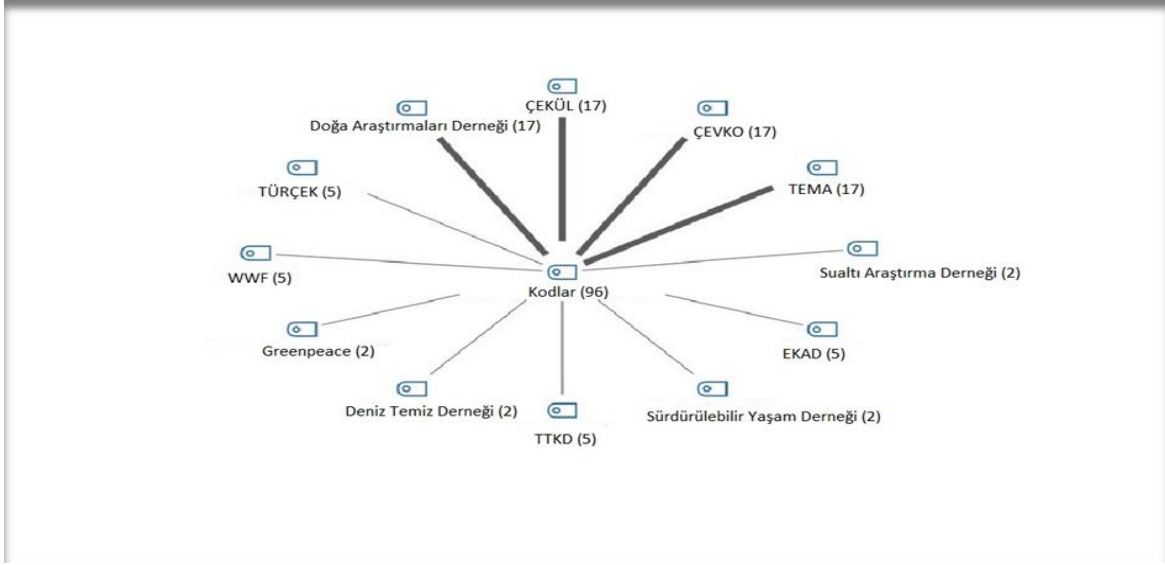 ÇEKÜL (17)
Doğa Araştırmaları Derneği (17)
ÇEVKO (17)
TÜRÇEK (5)
TEMA (17)
WWF (5)
Sualtı Araştırma Derneği (2)
Kodlar (96)
Greenpeace (2)
EKAD (5)
Deniz Temiz Derneği (2)
Sürdürülebilir Yaşam Derneği (2)
TTKD (5)